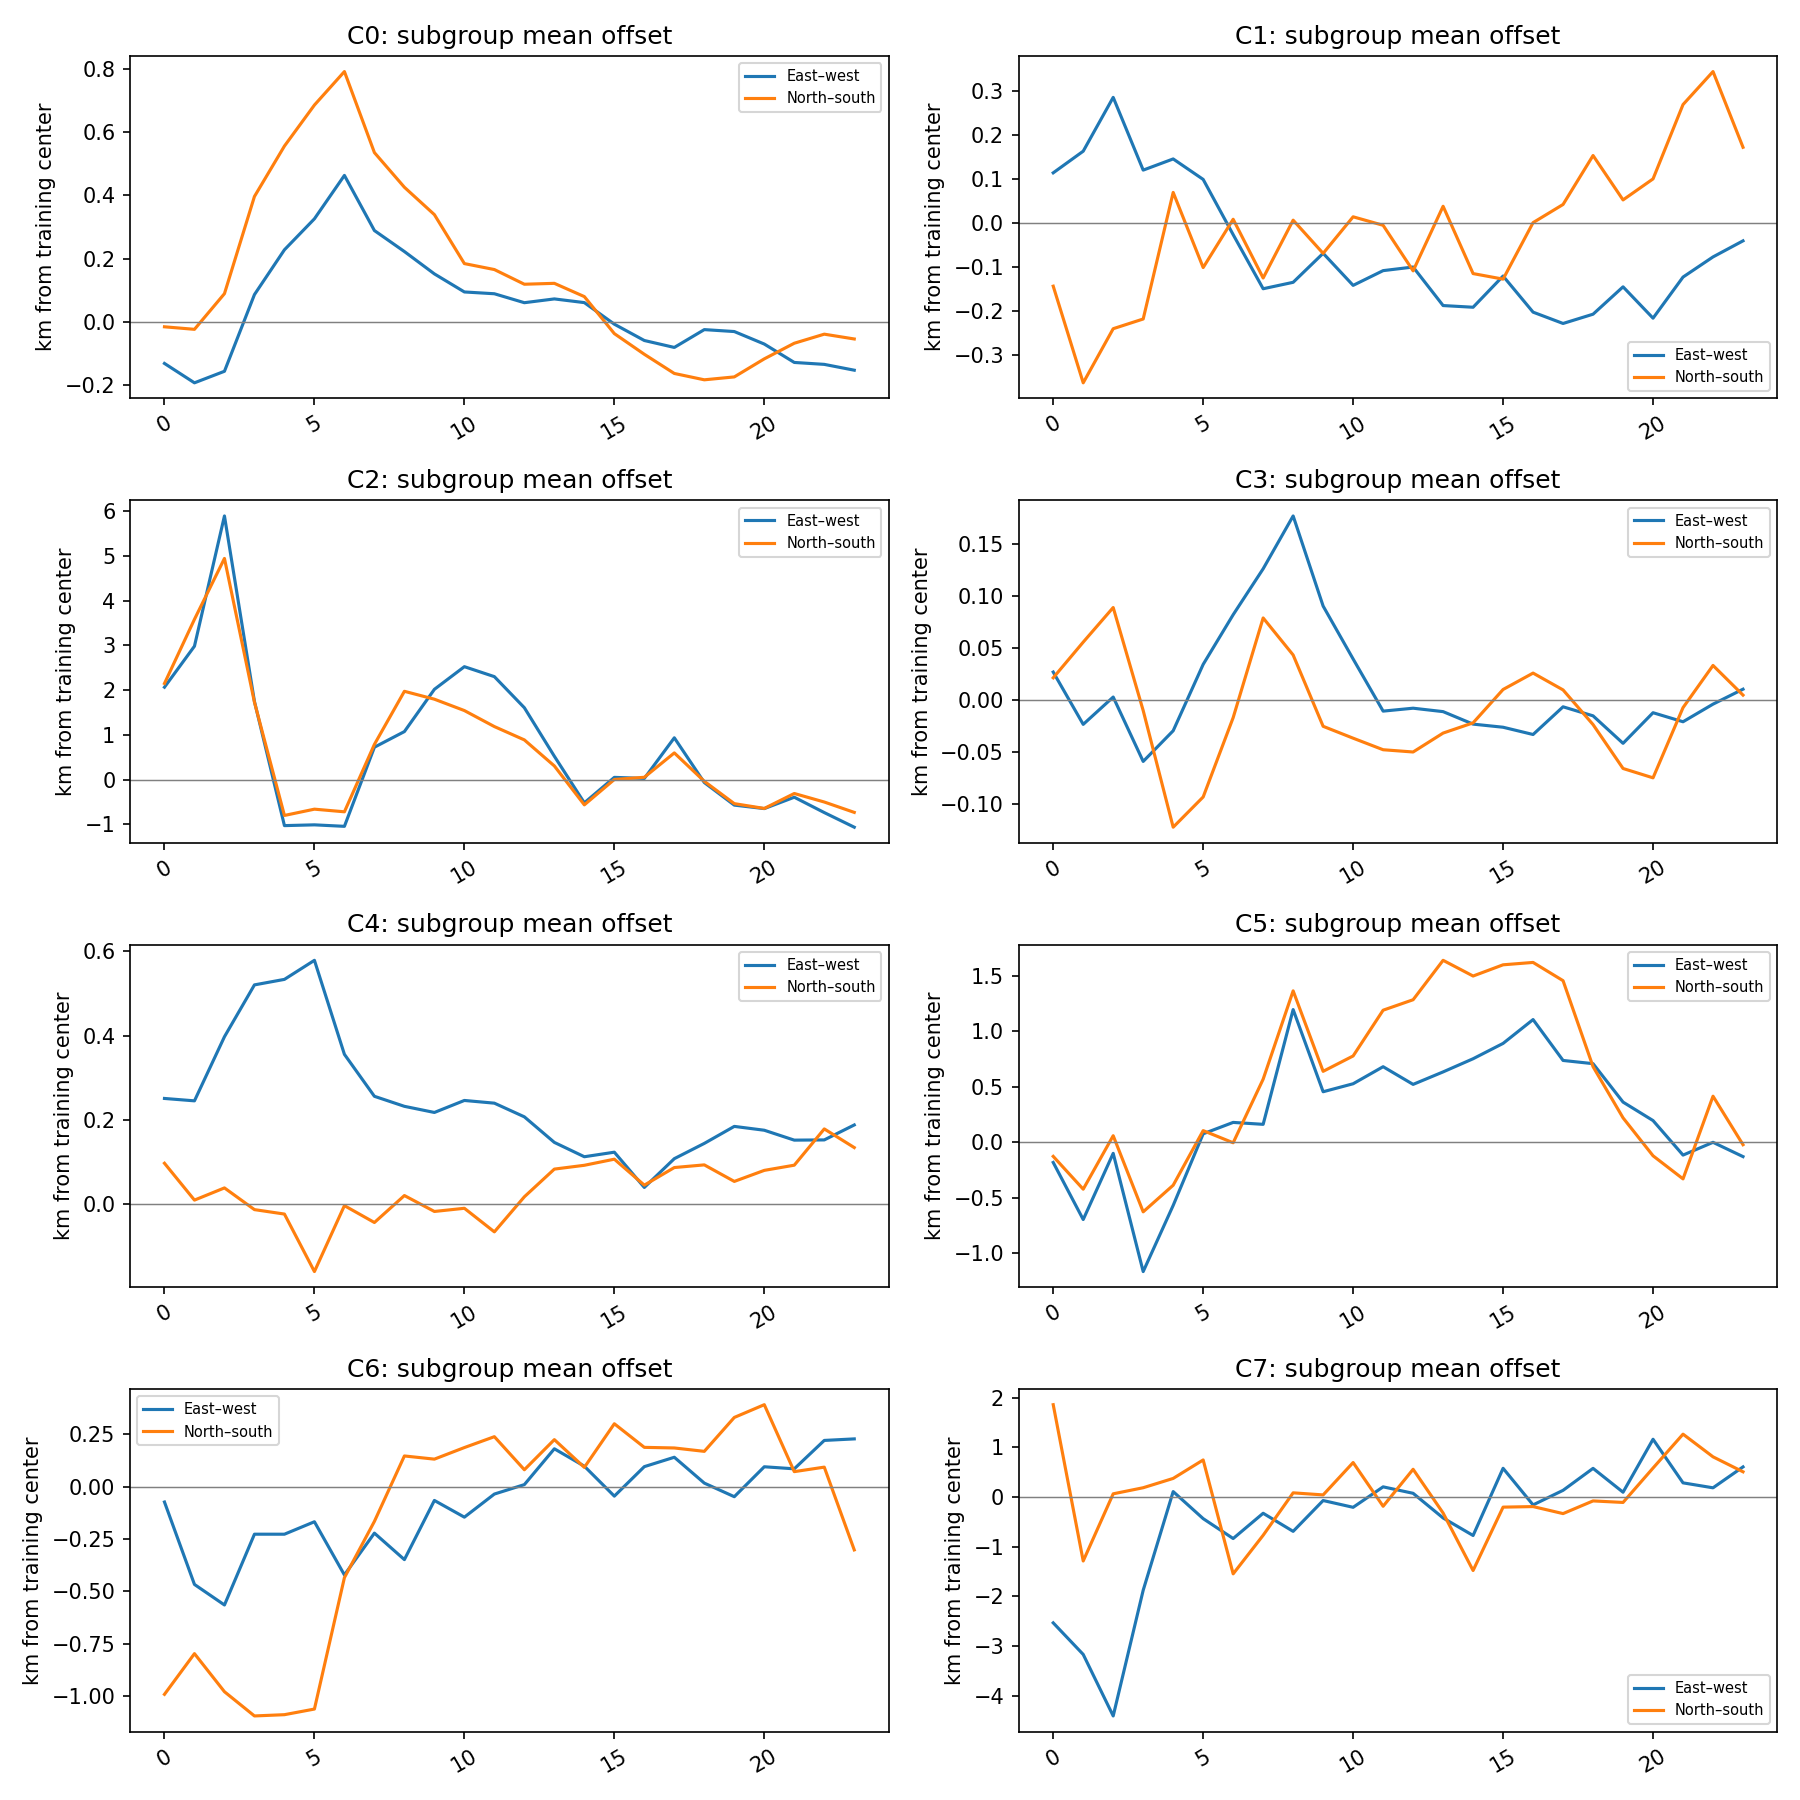 C0: subgroup mean offset
km from training center
0.8
0.6
0.4
0.2
0.0
−0.2
0
5
10
15
20
East–west
North–south
C1: subgroup mean offset
km from training center
0.3
0.2
0.1
0.0
−0.1
−0.2
−0.3
0
5
10
15
20
East–west
North–south
C2: subgroup mean offset
km from training center
6
5
4
3
2
1
0
−1
0
5
10
15
20
East–west
North–south
C3: subgroup mean offset
km from training center
0.15
0.10
0.05
0.00
−0.05
−0.10
0
5
10
15
20
East–west
North–south
C4: subgroup mean offset
km from training center
0.6
0.4
0.2
0.0
0
5
10
15
20
East–west
North–south
C5: subgroup mean offset
km from training center
1.5
1.0
0.5
0.0
−0.5
−1.0
0
5
10
15
20
East–west
North–south
C6: subgroup mean offset
km from training center
0.25
0.00
−0.25
−0.50
−0.75
−1.00
0
5
10
15
20
East–west
North–south
C7: subgroup mean offset
km from training center
2
1
0
−1
−2
−3
−4
0
5
10
15
20
East–west
North–south